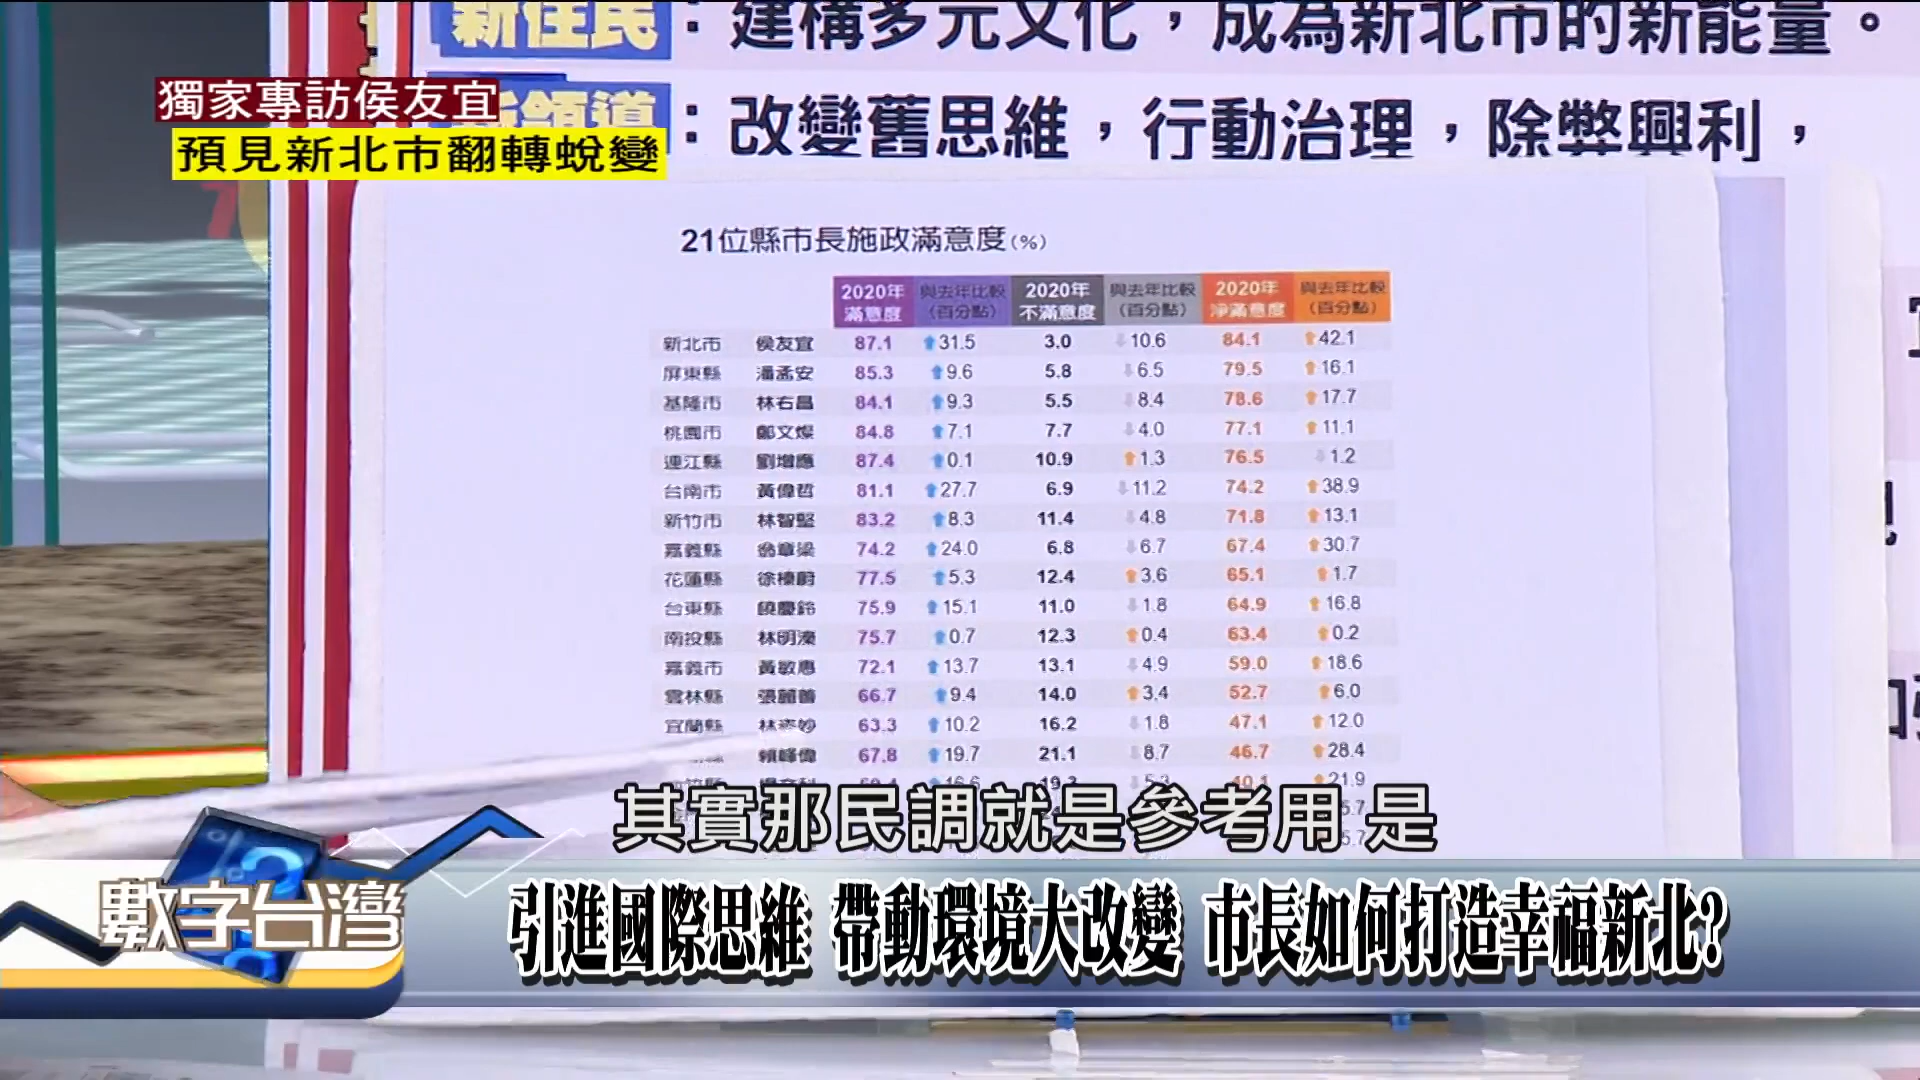 新住民：建構多元文化，成為新北市的新能量。
獨家專訪侯友宜
新領導：改變舊思維，行動治理，除弊興利，
預見新北市翻轉蛻變
21位縣市長施政滿意度(%)
2020年滿意度 與去年比較(百分點) 2020年不滿意度 與去年比較(百分點) 2020年淨滿意度 與去年比較(百分點)
新北市 侯友宜 87.1 ⬆31.5 3.0 ⬇10.6 84.1 ⬆42.1
屏東縣 潘孟安 85.3 ⬆9.6 5.8 ⬇6.5 79.5 ⬆16.1
基隆市 林右昌 84.1 ⬆9.3 5.5 ⬇8.4 78.6 ⬆17.7
桃園市 鄭文燦 84.8 ⬆7.1 7.7 ⬇4.0 77.1 ⬆11.1
連江縣 劉增應 87.4 ⬆0.1 10.9 ⬆1.3 76.5 ⬇1.2
台南市 黃偉哲 81.1 ⬆27.7 6.9 ⬇11.2 74.2 ⬆38.9
新竹市 林智堅 83.2 ⬆8.3 11.4 ⬇4.8 71.8 ⬆13.1
嘉義縣 翁章梁 74.2 ⬆24.0 6.8 ⬇6.7 67.4 ⬆30.7
花蓮縣 徐榛蔚 77.5 ⬆5.3 12.4 ⬆3.6 65.1 ⬆1.7
台東縣 饒慶鈴 75.9 ⬆15.1 11.0 ⬇1.8 64.9 ⬆16.8
南投縣 林明溱 75.7 ⬆0.7 12.3 ⬆0.4 63.4 ⬆0.2
嘉義市 黃敏惠 72.1 ⬆13.7 13.1 ⬇4.9 59.0 ⬆18.6
雲林縣 張麗善 66.7 ⬆9.4 14.0 ⬆3.4 52.7 ⬆6.0
宜蘭縣 林姿妙 63.3 ⬆10.2 16.2 ⬇1.8 47.1 ⬆12.0
縣 賴峰偉 67.8 ⬆19.7 21.1 ⬇8.7 46.7 ⬆28.4
⬆16.6 19.3 ⬇5.3 40.1 ⬆21.9
其實那民調就是參考用 是
數字台灣
引進國際思維 帶動環境大改變 市長如何打造幸福新北?